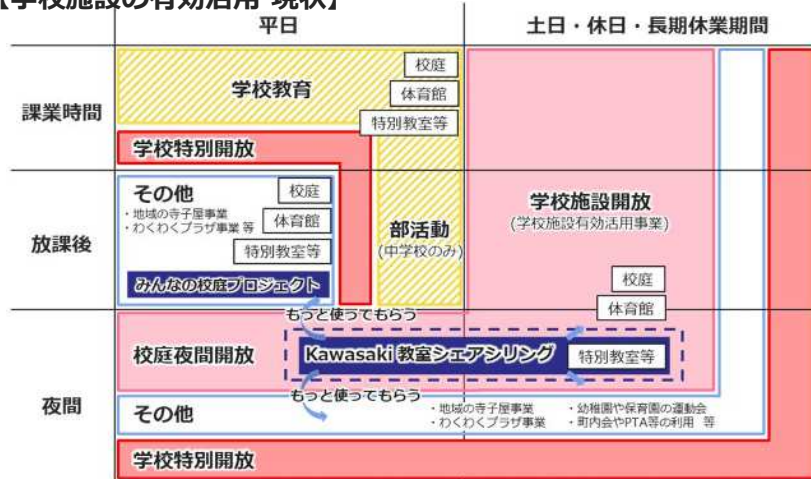 【学校施設の有効活用 現状】
平日
土日・休日・長期休業期間
課業時間
学校教育
校庭
体育館
特別教室等
学校特別開放
放課後
その他
・地域の寺子屋事業
・わくわくプラザ事業 等
校庭
体育館
特別教室等
みんなの校庭プロジェクト
部活動
(中学校のみ)
学校施設開放
(学校施設有効活用事業)
校庭
体育館
もっと使ってもらう
夜間
校庭夜間開放
Kawasaki 教室シェアシリング
特別教室等
もっと使ってもらう
その他
・地域の寺子屋事業
・わくわくプラザ事業
・幼稚園や保育園の運動会
・町内会やPTA等の利用 等
学校特別開放